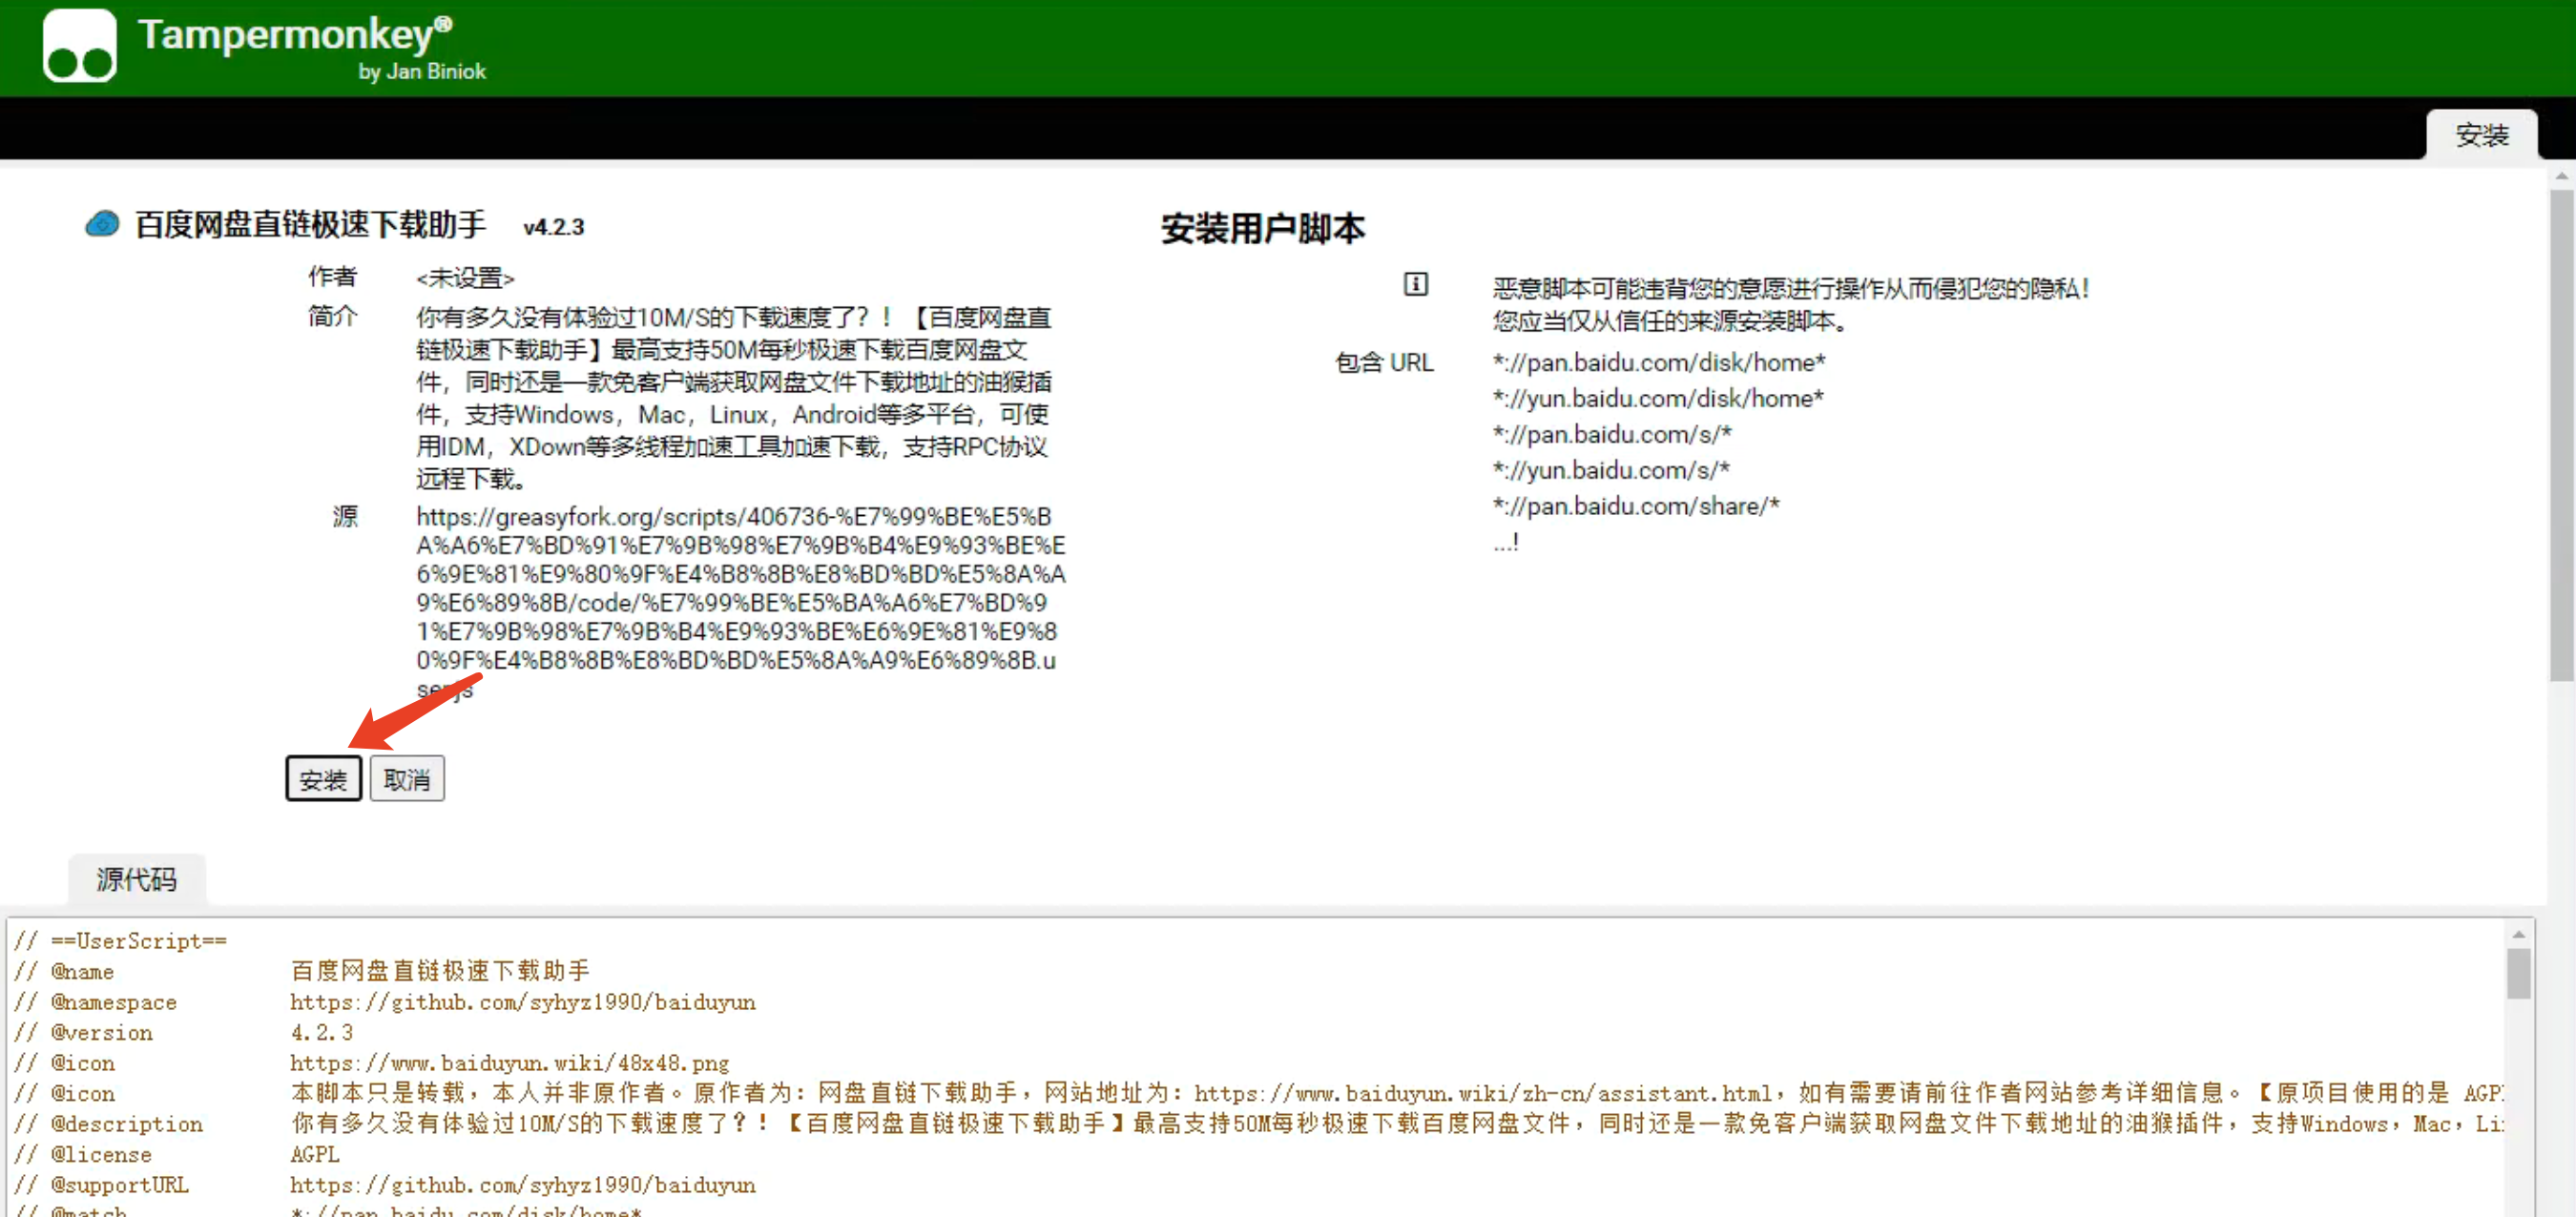 Tampermonkey®
by Jan Biniok
安装
百度网盘直链极速下载助手 v4.2.3
作者 <未设置>
简介 你有多久没有体验过10M/S的下载速度了？！【百度网盘直
链极速下载助手】最高支持50M每秒极速下载百度网盘文
件，同时还是一款免客户端获取网盘文件下载地址的油猴插
件，支持Windows，Mac，Linux，Android等多平台，可使
用IDM，XDown等多线程加速工具加速下载，支持RPC协议
远程下载。
源 https://greasyfork.org/scripts/406736-%E7%99%BE%E5%B
A%A6%E7%BD%91%E7%9B%98%E7%9B%B4%E9%93%BE%E
6%9E%81%E9%80%9F%E4%B8%8B%E8%BD%BD%E5%8A%A
9%E6%89%8B/code/%E7%99%BE%E5%BA%A6%E7%BD%9
1%E7%9B%98%E7%9B%B4%E9%93%BE%E6%9E%81%E9%8
0%9F%E4%B8%8B%E8%BD%BD%E5%8A%A9%E6%89%8B.u
ser.js
安装 取消
安装用户脚本
恶意脚本可能违背您的意愿进行操作从而侵犯您的隐私！
您应当仅从信任的来源安装脚本。
包含 URL *://pan.baidu.com/disk/home*
*://yun.baidu.com/disk/home*
*://pan.baidu.com/s/*
*://yun.baidu.com/s/*
*://pan.baidu.com/share/*
...!
源代码
// ==UserScript==
// @name 百度网盘直链极速下载助手
// @namespace https://github.com/syhyz1990/baiduyun
// @version 4.2.3
// @icon https://www.baiduyun.wiki/48x48.png
// @icon 本脚本只是转载，本人并非原作者。原作者为：网盘直链下载助手，网站地址为：https://www.baiduyun.wiki/zh-cn/assistant.html，如有需要请前往作者网站参考详细信息。【原项目使用的是 AGP
// @description 你有多久没有体验过10M/S的下载速度了？！【百度网盘直链极速下载助手】最高支持50M每秒极速下载百度网盘文件，同时还是一款免客户端获取网盘文件下载地址的油猴插件，支持Windows，Mac，Li
// @license AGPL
// @supportURL https://github.com/syhyz1990/baiduyun
// @match *://pan.baidu.com/disk/home*